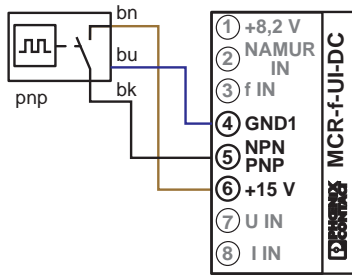 bn
bu
bk
pnp
1 +8,2 V
2 NAMUR
IN
3 f IN
4 GND1
5 NPN
PNP
6 +15 V
7 U IN
8 I IN
MCR-f-UI-DC
PHOENIX
CONTACT